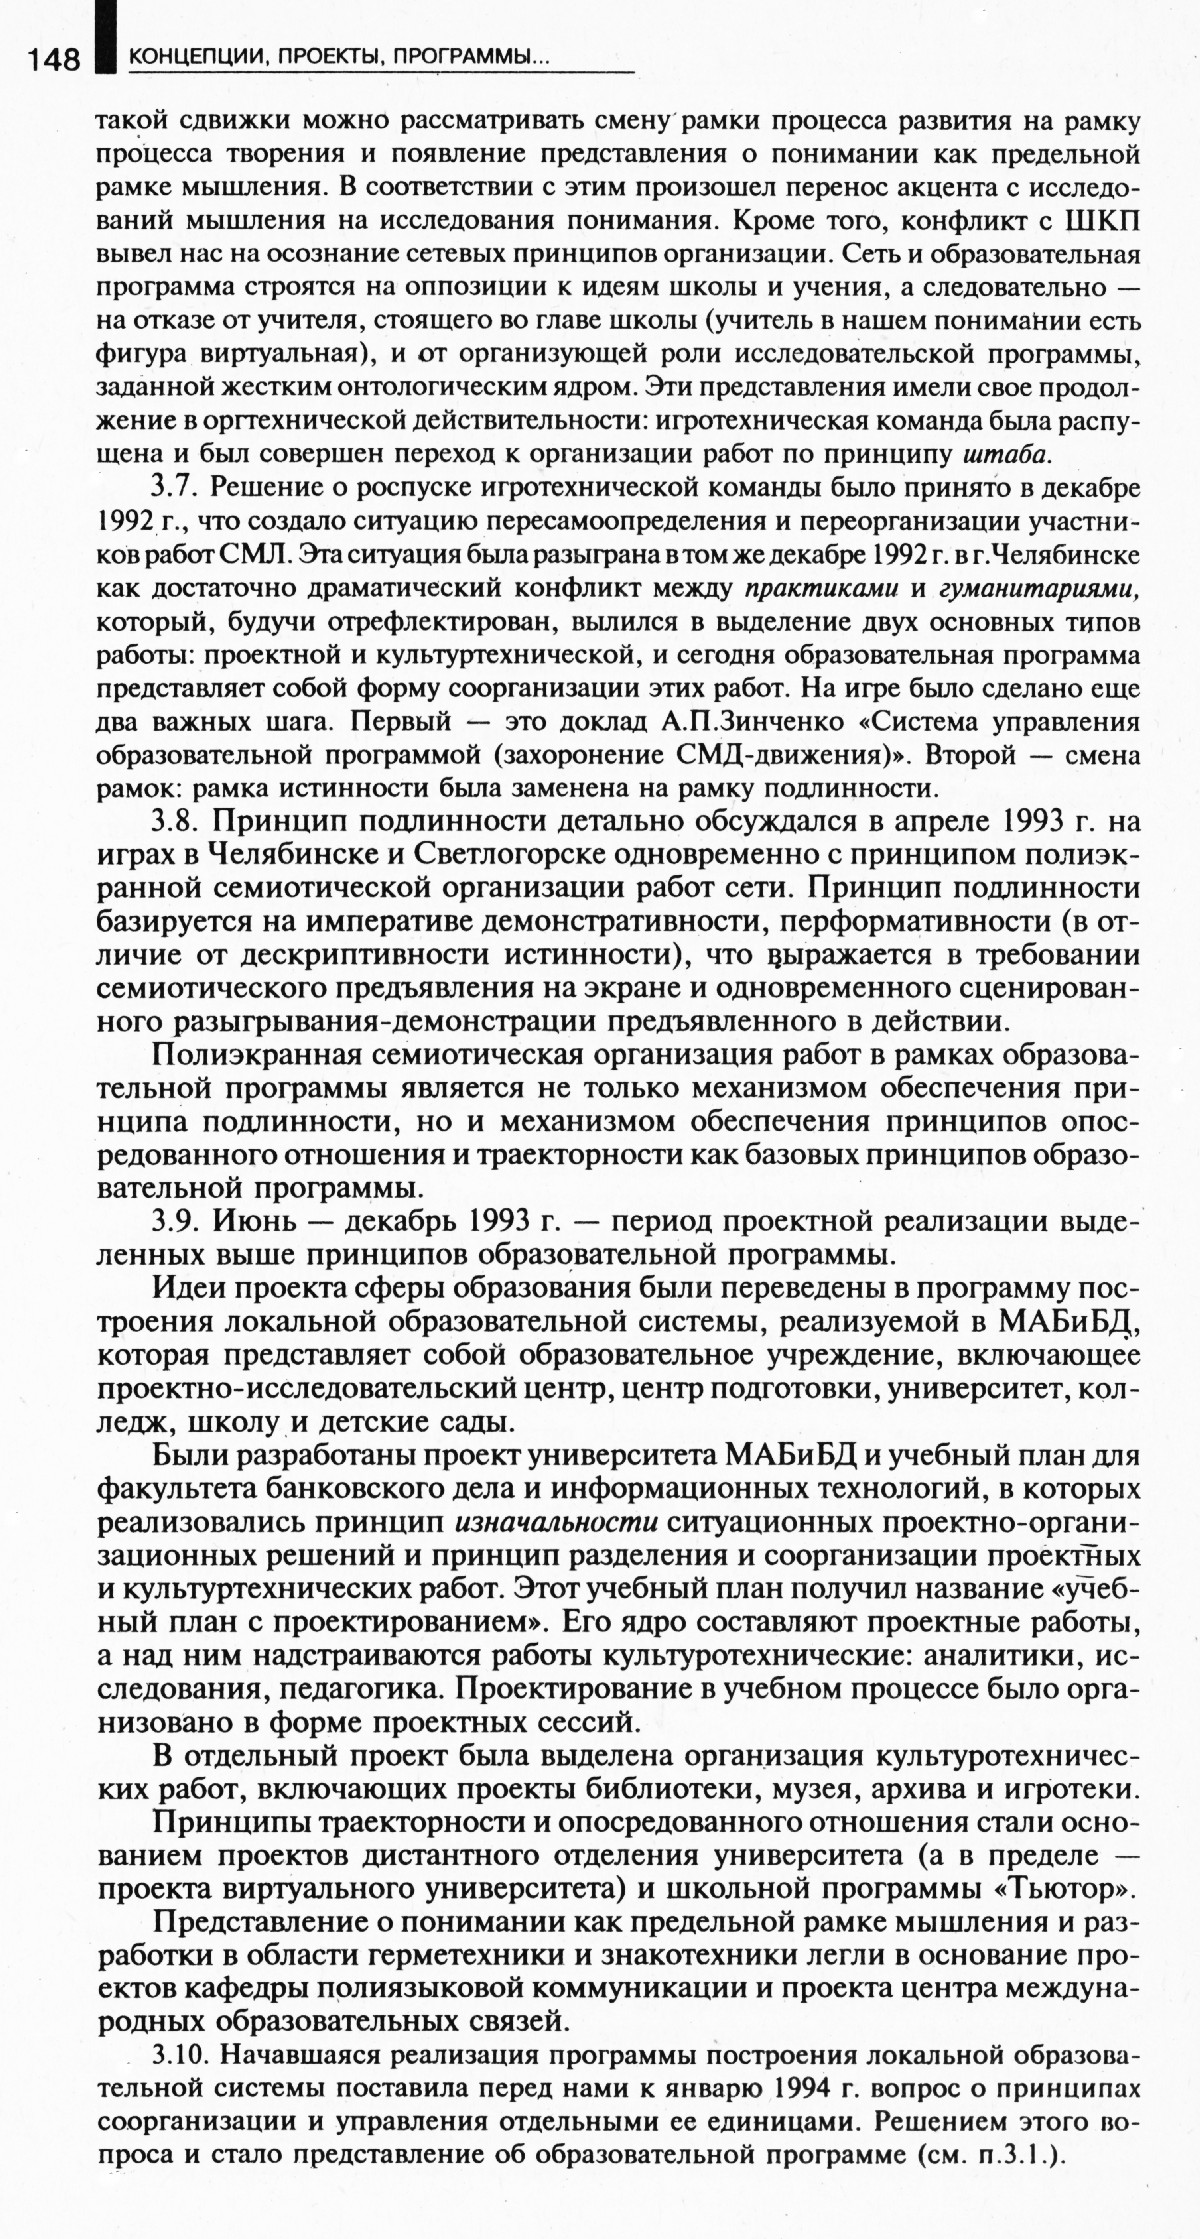 148
КОНЦЕПЦИИ, ПРОЕКТЫ, ПРОГРАММЫ...
такой сдвижки можно рассматривать смену рамки процесса развития на рамку
процесса творения и появление представления о понимании как предельной
рамке мышления. В соответствии с этим произошел перенос акцента с исследо-
ваний мышления на исследования понимания. Кроме того, конфликт с ШКП
вывел нас на осознание сетевых принципов организации. Сеть и образовательная
программа строятся на оппозиции к идеям школы и учения, а следовательно —
на отказе от учителя, стоящего во главе школы (учитель в нашем понимании есть
фигура виртуальная), и от организующей роли исследовательской программы,
заданной жестким онтологическим ядром. Эти представления имели свое продол-
жение в оргтехнической действительности: игротехническая команда была распу-
щена и был совершен переход к организации работ по принципу штаба.
3.7. Решение о роспуске игротехнической команды было принято в декабре
1992 г., что создало ситуацию пересамоопределения и переорганизации участни-
ков работ СМЛ. Эта ситуация была разыграна в том же декабре 1992 г. в г.Челябинске
как достаточно драматический конфликт между практиками и гуманитариями,
который, будучи отрефлектирован, вылился в выделение двух основных типов
работы: проектной и культуртехнической, и сегодня образовательная программа
представляет собой форму соорганизации этих работ. На игре было сделано еще
два важных шага. Первый — это доклад А.П.Зинченко «Система управления
образовательной программой (захоронение СМД-движения)». Второй — смена
рамок: рамка истинности была заменена на рамку подлинности.
3.8. Принцип подлинности детально обсуждался в апреле 1993 г. на
играх в Челябинске и Светлогорске одновременно с принципом полиэк-
ранной семиотической организации работ сети. Принцип подлинности
базируется на императиве демонстративности, перформативности (в от-
личие от дескриптивности истинности), что выражается в требовании
семиотического предъявления на экране и одновременного сценирован-
ного разыгрывания-демонстрации предъявленного в действии.
Полиэкранная семиотическая организация работ в рамках образова-
тельной программы является не только механизмом обеспечения при-
нципа подлинности, но и механизмом обеспечения принципов опос-
редованного отношения и траекторности как базовых принципов образо-
вательной программы.
3.9. Июнь — декабрь 1993 г. — период проектной реализации выде-
ленных выше принципов образовательной программы.
Идеи проекта сферы образования были переведены в программу пос-
троения локальной образовательной системы, реализуемой в МАБиБД,
которая представляет собой образовательное учреждение, включающее
проектно-исследовательский центр, центр подготовки, университет, кол-
ледж, школу и детские сады.
Были разработаны проект университета МАБиБД и учебный план для
факультета банковского дела и информационных технологий, в которых
реализовались принцип изначальности ситуационных проектно-органи-
зационных решений и принцип разделения и соорганизации проектных
и культуртехнических работ. Этот учебный план получил название «учеб-
ный план с проектированием». Его ядро составляют проектные работы,
а над ним надстраиваются работы культуротехнические: аналитики, ис-
следования, педагогика. Проектирование в учебном процессе было орга-
низовано в форме проектных сессий.
В отдельный проект была выделена организация культуротехничес-
ких работ, включающих проекты библиотеки, музея, архива и игротеки.
Принципы траекторности и опосредованного отношения стали осно-
ванием проектов дистантного отделения университета (а в пределе —
проекта виртуального университета) и школьной программы «Тьютор».
Представление о понимании как предельной рамке мышления и раз-
работки в области герметехники и знакотехники легли в основание про-
ектов кафедры полиязыковой коммуникации и проекта центра междуна-
родных образовательных связей.
3.10. Начавшаяся реализация программы построения локальной образова-
тельной системы поставила перед нами к январю 1994 г. вопрос о принципах
соорганизации и управления отдельными ее единицами. Решением этого во-
проса и стало представление об образовательной программе (см. п.3.1.).